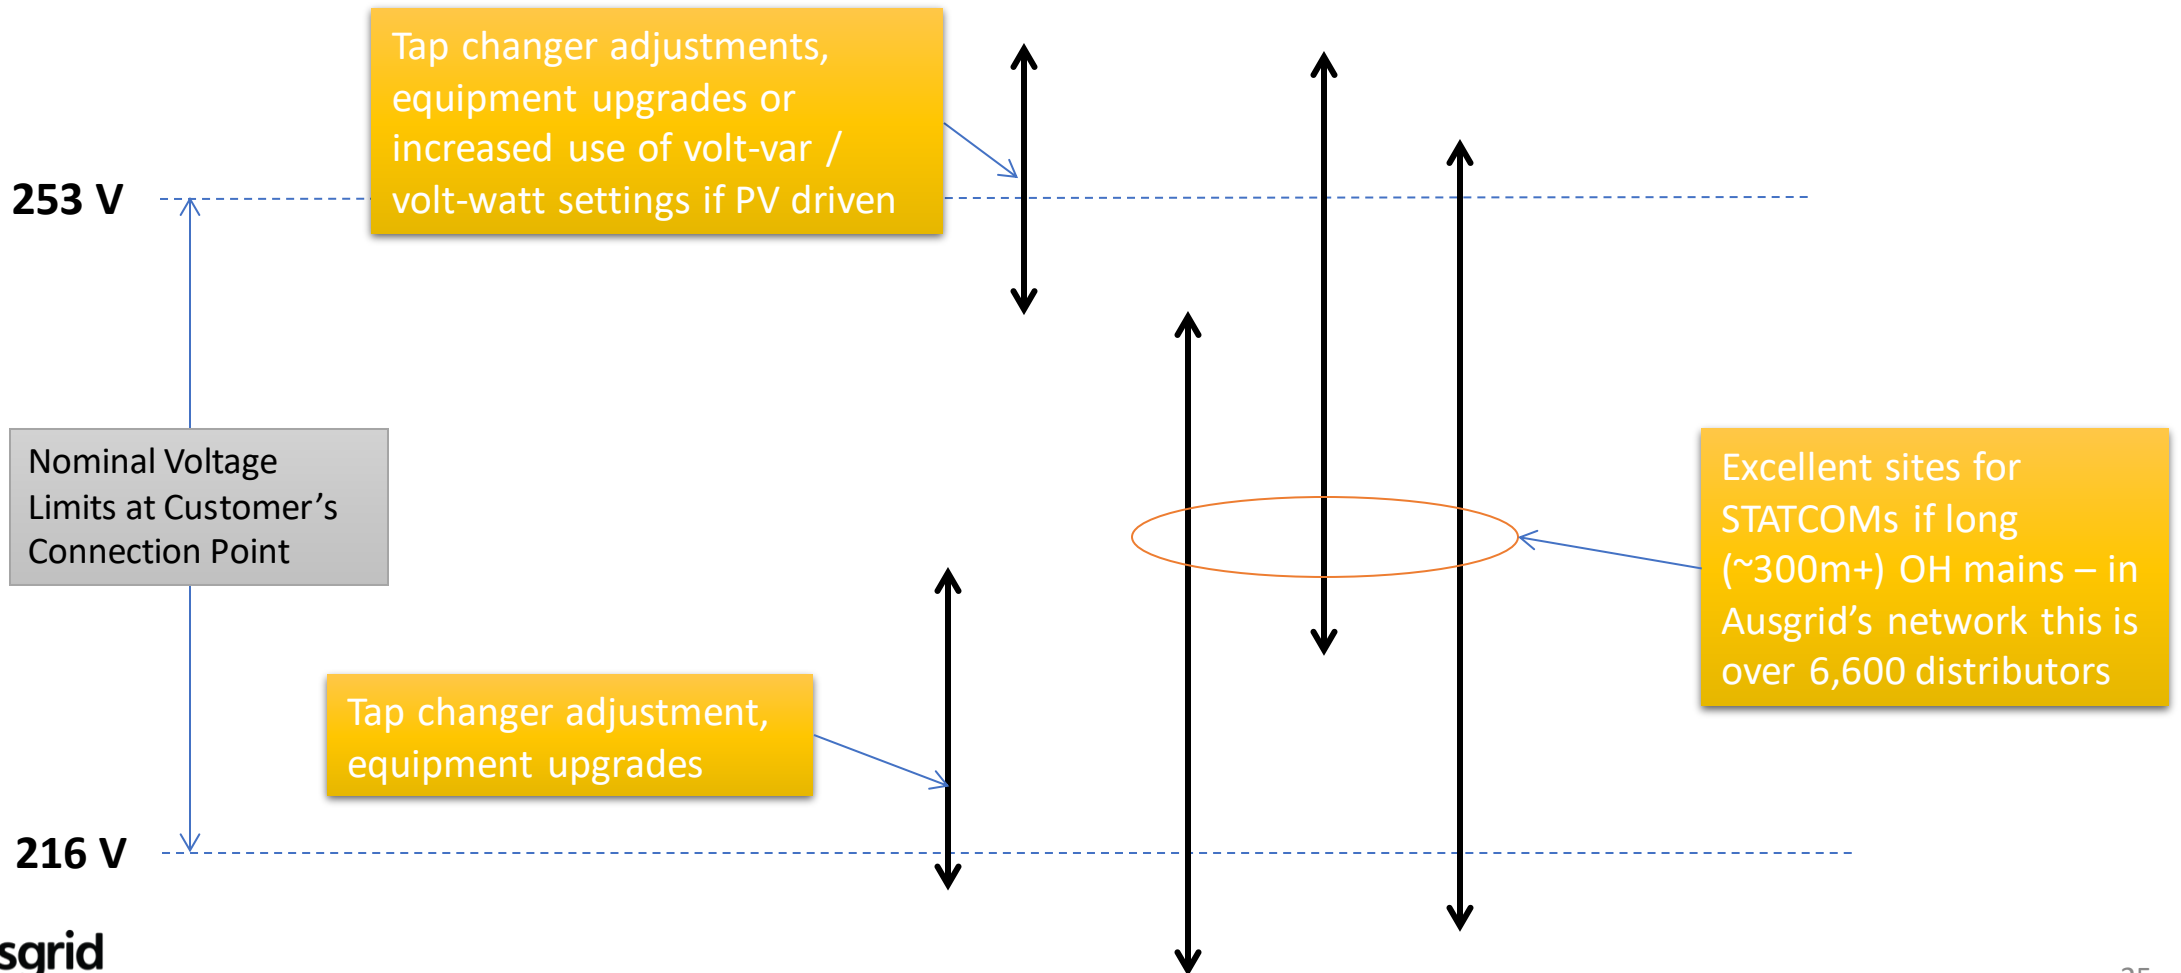 Tap changer adjustments,
equipment upgrades or
increased use of volt-var /
volt-watt settings if PV driven
253 V
Nominal Voltage
Limits at Customer's
Connection Point
Excellent sites for
STATCOMs if long
(~300m+) OH mains – in
Ausgrid's network this is
over 6,600 distributors
Tap changer adjustment,
equipment upgrades
216 V
sgrid